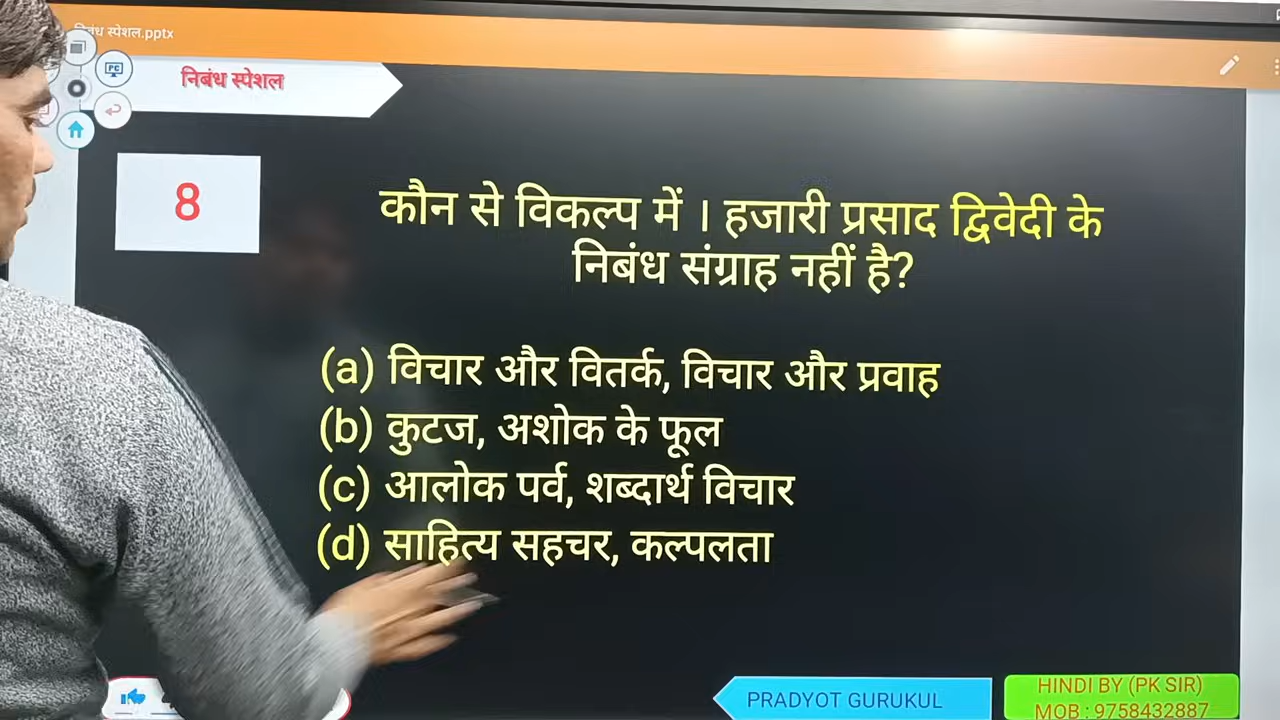 निबंध स्पेशल.pptx
PC
निबंध स्पेशल
8
कौन से विकल्प में । हजारी प्रसाद द्विवेदी के
निबंध संग्राह नहीं है?
(a) विचार और वितर्क, विचार और प्रवाह
(b) कुटज, अशोक के फूल
(c) आलोक पर्व, शब्दार्थ विचार
(d) साहित्य सहचर, कल्पलता
PRADYOT GURUKUL
HINDI BY (PK SIR)
MOB : 9758432887